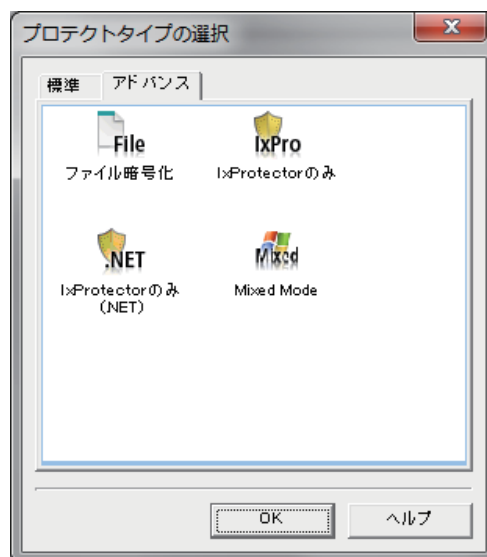 プロテクトタイプの選択
標準 アドバンス
File IxPro
ファイル暗号化 IxProtectorのみ
.NET Mixed
IxProtectorのみ Mixed Mode
(.NET)
OK ヘルプ